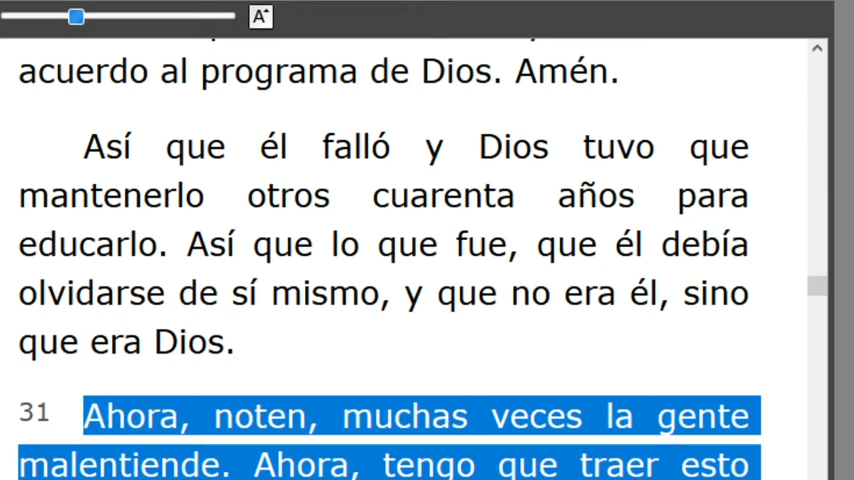 A
acuerdo al programa de Dios. Amén.
Así que él falló y Dios tuvo que
mantenerlo otros cuarenta años para
educarlo. Así que lo que fue, que él debía
olvidarse de sí mismo, y que no era él, sino
que era Dios.
31 Ahora, noten, muchas veces la gente
malentiende. Ahora, tengo que traer esto